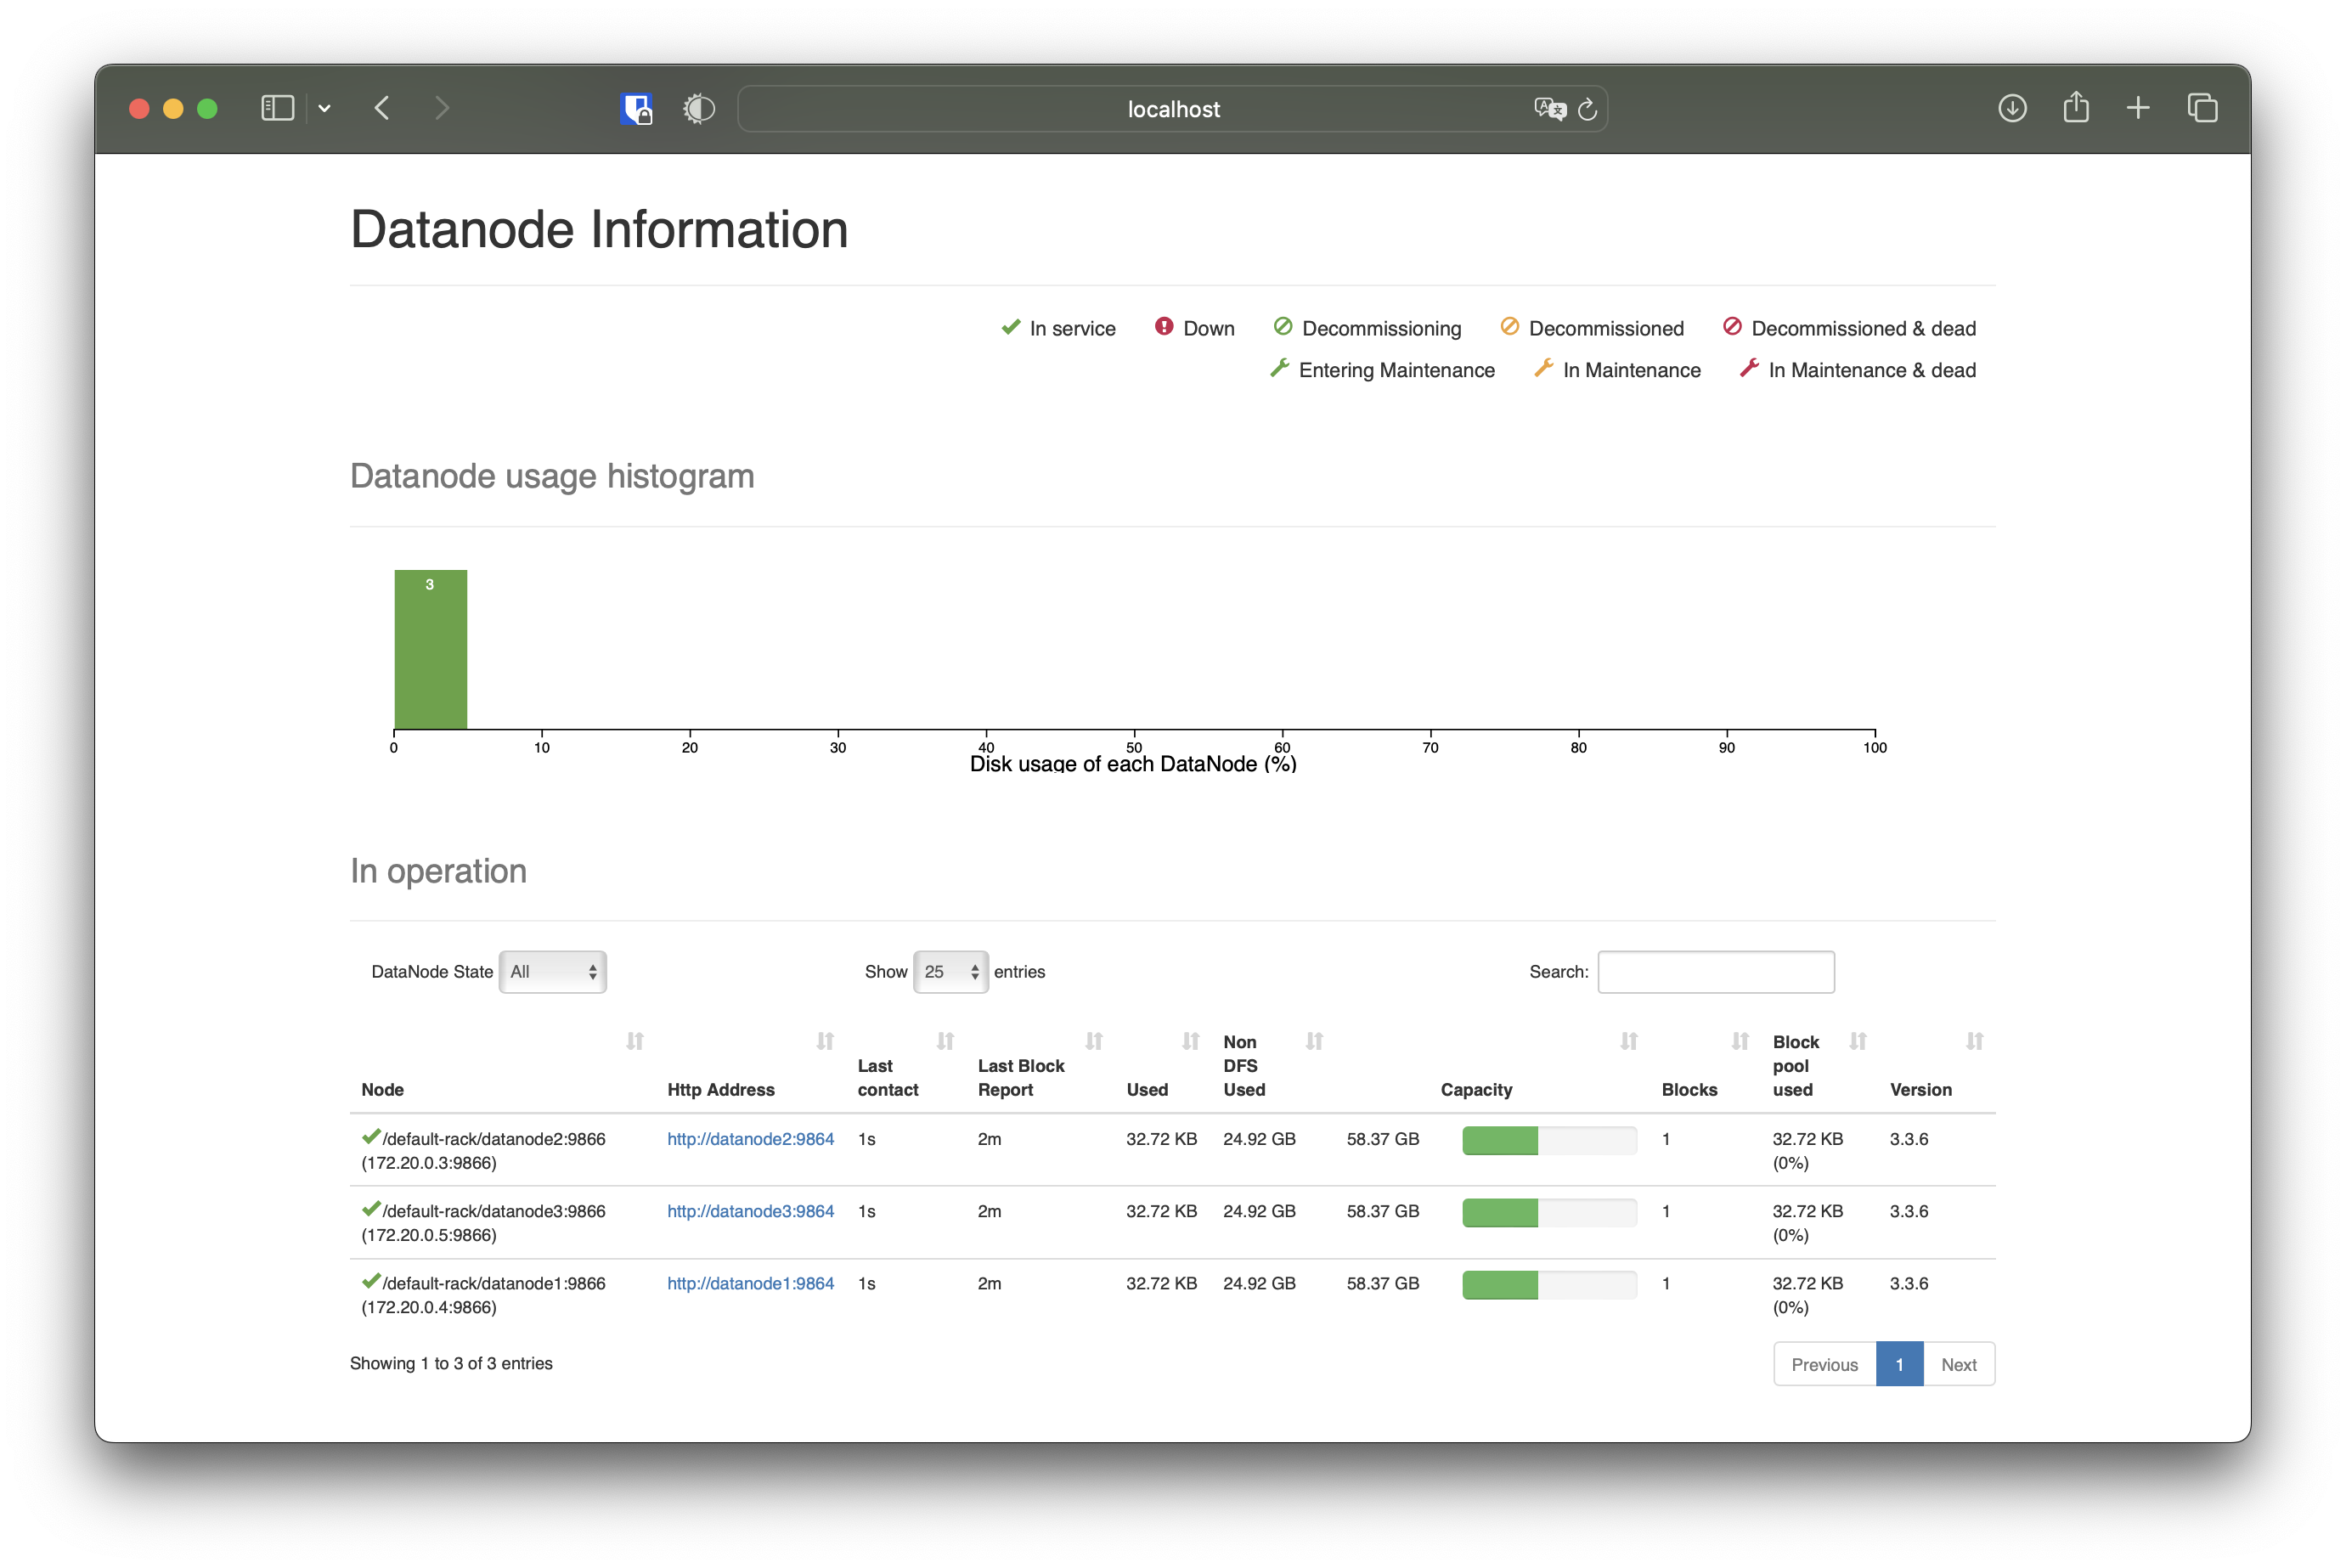 localhost
Datanode Information
In service Down Decommissioning Decommissioned Decommissioned & dead
Entering Maintenance In Maintenance In Maintenance & dead
Datanode usage histogram
3
0 10 20 30 40 50 60 70 80 90 100
Disk usage of each DataNode (%)
In operation
DataNode State All Show 25 entries Search:
Node Http Address Last contact Last Block Report Used Non DFS Used Capacity Blocks Block pool used Version
/default-rack/datanode2:9866 http://datanode2:9864 1s 2m 32.72 KB 24.92 GB 58.37 GB 1 32.72 KB 3.3.6
(172.20.0.3:9866) (0%)
/default-rack/datanode3:9866 http://datanode3:9864 1s 2m 32.72 KB 24.92 GB 58.37 GB 1 32.72 KB 3.3.6
(172.20.0.5:9866) (0%)
/default-rack/datanode1:9866 http://datanode1:9864 1s 2m 32.72 KB 24.92 GB 58.37 GB 1 32.72 KB 3.3.6
(172.20.0.4:9866) (0%)
Showing 1 to 3 of 3 entries Previous 1 Next